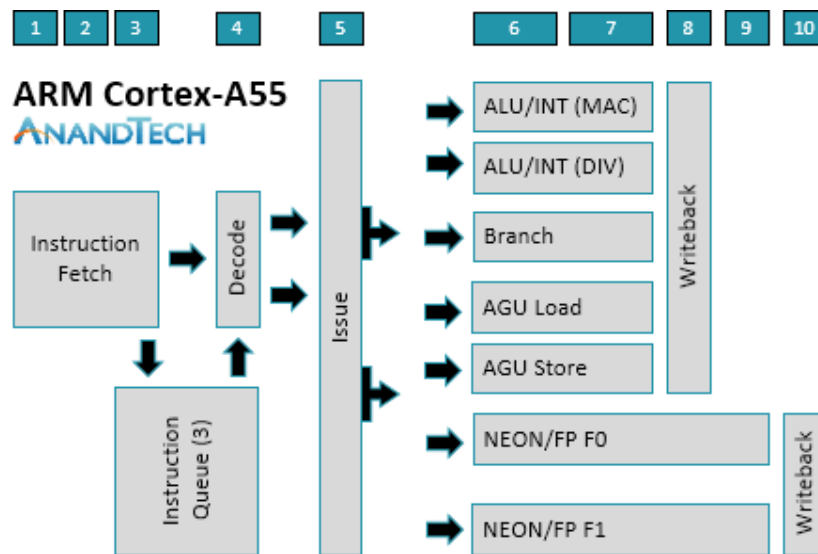 1 2 3 4 5 6 7 8 9 10
ARM Cortex-A55
ANANDTECH
Instruction
Fetch
Decode
Instruction
Queue (3)
Issue
ALU/INT (MAC)
ALU/INT (DIV)
Branch
AGU Load
AGU Store
NEON/FP F0
NEON/FP F1
Writeback
Writeback